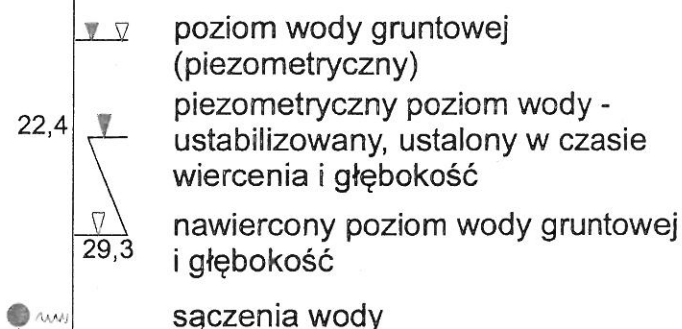 poziom wody gruntowej
(piezometryczny)
22,4
piezometryczny poziom wody -
ustabilizowany, ustalony w czasie
wiercenia i głębokość
29,3
nawiercony poziom wody gruntowej
i głębokość
sączenia wody